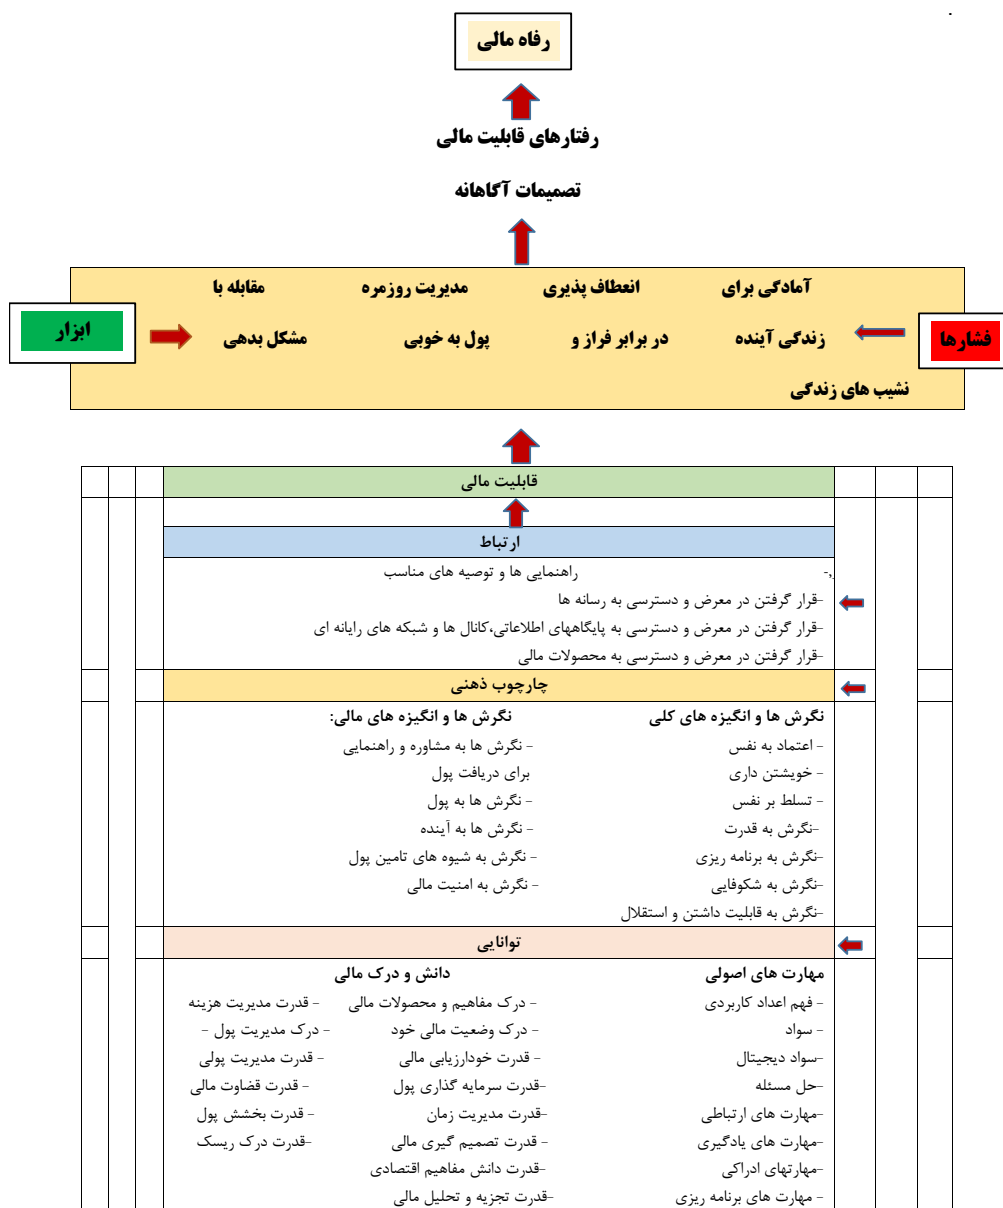 رفاه مالی
رفتارهای قابلیت مالی
تصمیمات آگاهانه
آمادگی برای انعطاف پذیری مدیریت روزمره مقابله با
فشارها
زندگی آینده در برابر فراز و پول به خوبی مشکل بدهی
ابزار
نشیب های زندگی
قابلیت مالی
ارتباط
راهنمایی ها و توصیه های مناسب
-قرار گرفتن در معرض و دسترسی به رسانه ها
-قرار گرفتن در معرض و دسترسی به پایگاههای اطلاعاتی،کانال ها و شبکه های رایانه ای
-قرار گرفتن در معرض و دسترسی به محصولات مالی
چارچوب ذهنی
نگرش ها و انگیزه های کلی نگرش ها و انگیزه های مالی:
- اعتماد به نفس - نگرش ها به مشاوره و راهنمایی
- خویشتن داری برای دریافت پول
- تسلط بر نفس - نگرش ها به پول
-نگرش به قدرت - نگرش ها به آینده
-نگرش به برنامه ریزی - نگرش به شیوه های تامین پول
-نگرش به شکوفایی - نگرش به امنیت مالی
-نگرش به قابلیت داشتن و استقلال
توانایی
مهارت های اصولی دانش و درک مالی
- فهم اعداد کاربردی - درک مفاهیم و محصولات مالی - قدرت مدیریت هزینه
- سواد - درک وضعیت مالی خود - درک مدیریت پول -
-سواد دیجیتال - قدرت خودارزیابی مالی - قدرت مدیریت پولی
-حل مسئله -قدرت سرمایه گذاری پول - قدرت قضاوت مالی
-مهارت های ارتباطی -قدرت مدیریت زمان - قدرت بخشش پول
-مهارت های یادگیری - قدرت تصمیم گیری مالی -قدرت درک ریسک
-مهارتهای ادراکی -قدرت دانش مفاهیم اقتصادی
- مهارت های برنامه ریزی -قدرت تجزیه و تحلیل مالی